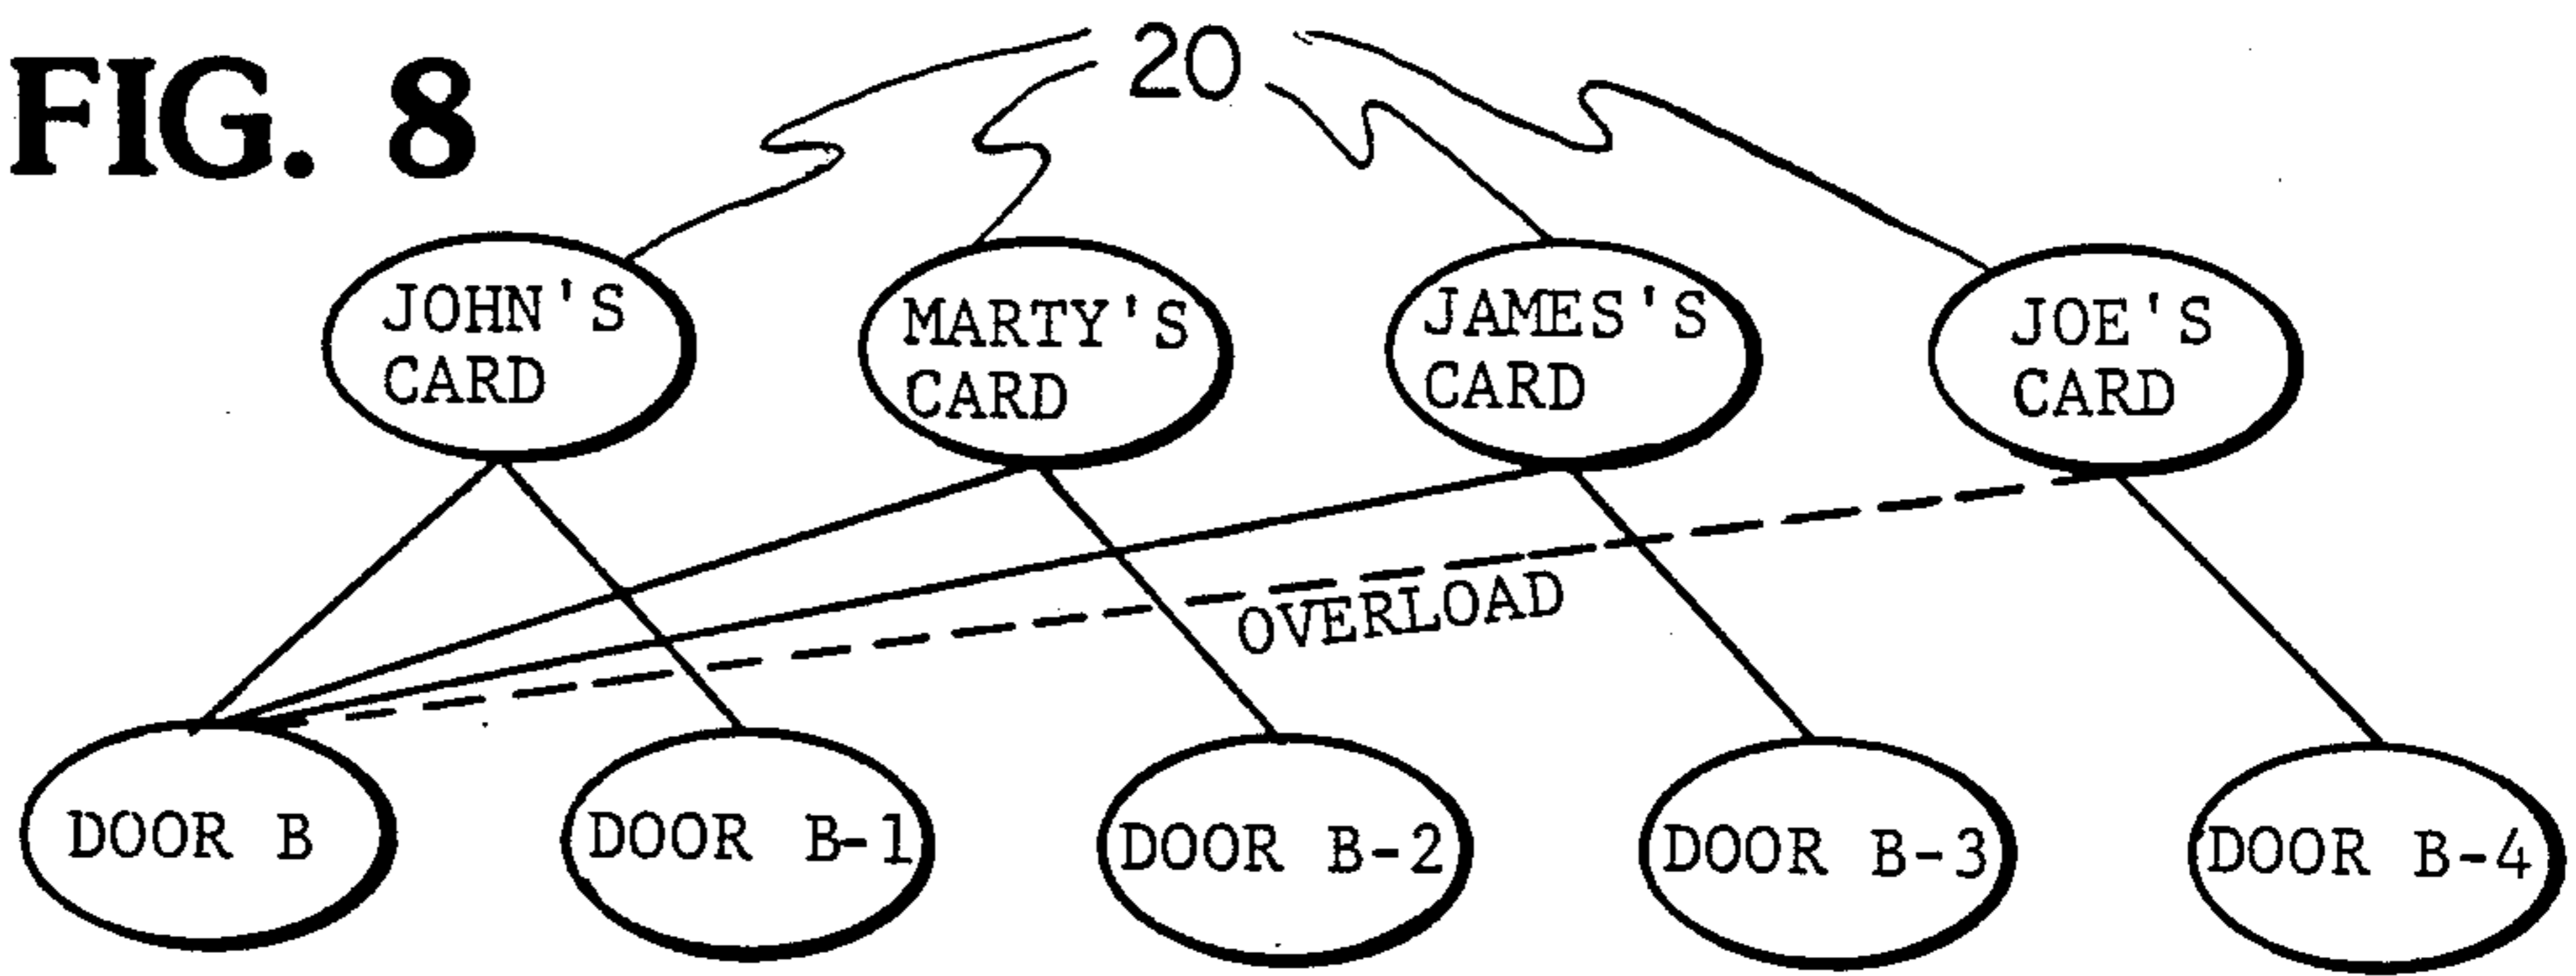 FIG. 8
20
JOHN'S
CARD
MARTY'S
CARD
JAMES'S
CARD
JOE'S
CARD
OVERLOAD
DOOR B
DOOR B-1
DOOR B-2
DOOR B-3
DOOR B-4